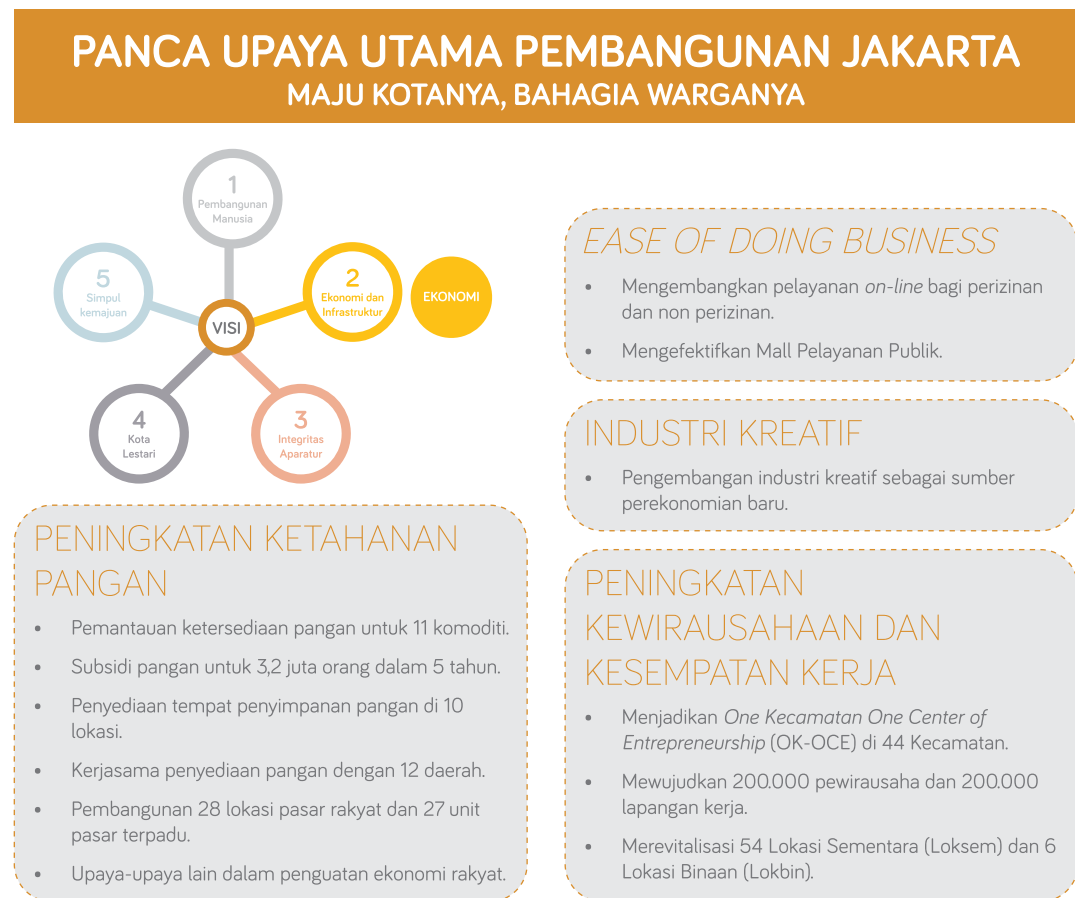 PANCA UPAYA UTAMA PEMBANGUNAN JAKARTA
MAJU KOTANYA, BAHAGIA WARGANYA
1
Pembangunan
Manusia
2
Ekonomi dan
Infrastruktur
EKONOMI
3
Integritas
Aparatur
4
Kota
Lestari
5
Simpul
kemajuan
VISI
PENINGKATAN KETAHANAN
PANGAN
• Pemantauan ketersediaan pangan untuk 11 komoditi.
• Subsidi pangan untuk 3,2 juta orang dalam 5 tahun.
• Penyediaan tempat penyimpanan pangan di 10
lokasi.
• Kerjasama penyediaan pangan dengan 12 daerah.
• Pembangunan 28 lokasi pasar rakyat dan 27 unit
pasar terpadu.
• Upaya-upaya lain dalam penguatan ekonomi rakyat.
EASE OF DOING BUSINESS
• Mengembangkan pelayanan on-line bagi perizinan
dan non perizinan.
• Mengefektifkan Mall Pelayanan Publik.
INDUSTRI KREATIF
• Pengembangan industri kreatif sebagai sumber
perekonomian baru.
PENINGKATAN
KEWIRAUSAHAAN DAN
KESEMPATAN KERJA
• Menjadikan One Kecamatan One Center of
Entrepreneurship (OK-OCE) di 44 Kecamatan.
• Mewujudkan 200.000 pewirausaha dan 200.000
lapangan kerja.
• Merevitalisasi 54 Lokasi Sementara (Loksem) dan 6
Lokasi Binaan (Lokbin).